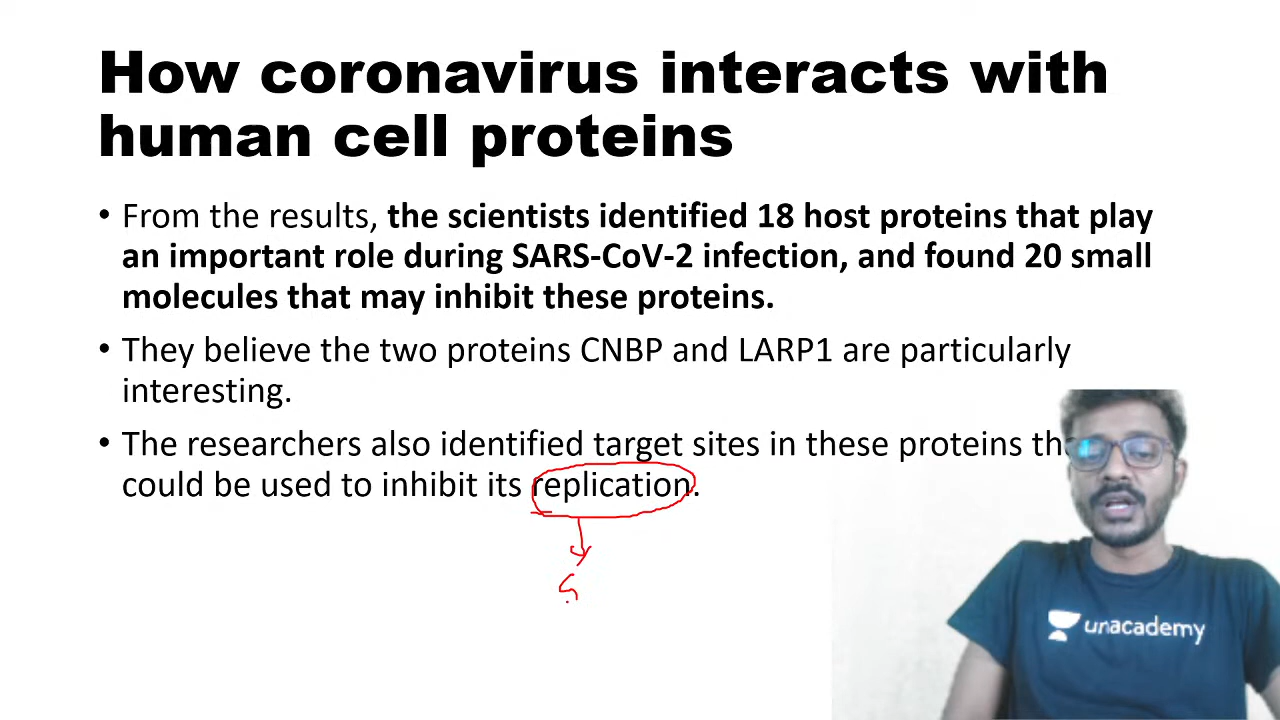 How coronavirus interacts with
human cell proteins
• From the results, the scientists identified 18 host proteins that play
an important role during SARS-CoV-2 infection, and found 20 small
molecules that may inhibit these proteins.
• They believe the two proteins CNBP and LARP1 are particularly
interesting.
• The researchers also identified target sites in these proteins
could be used to inhibit its replication.
unacademy